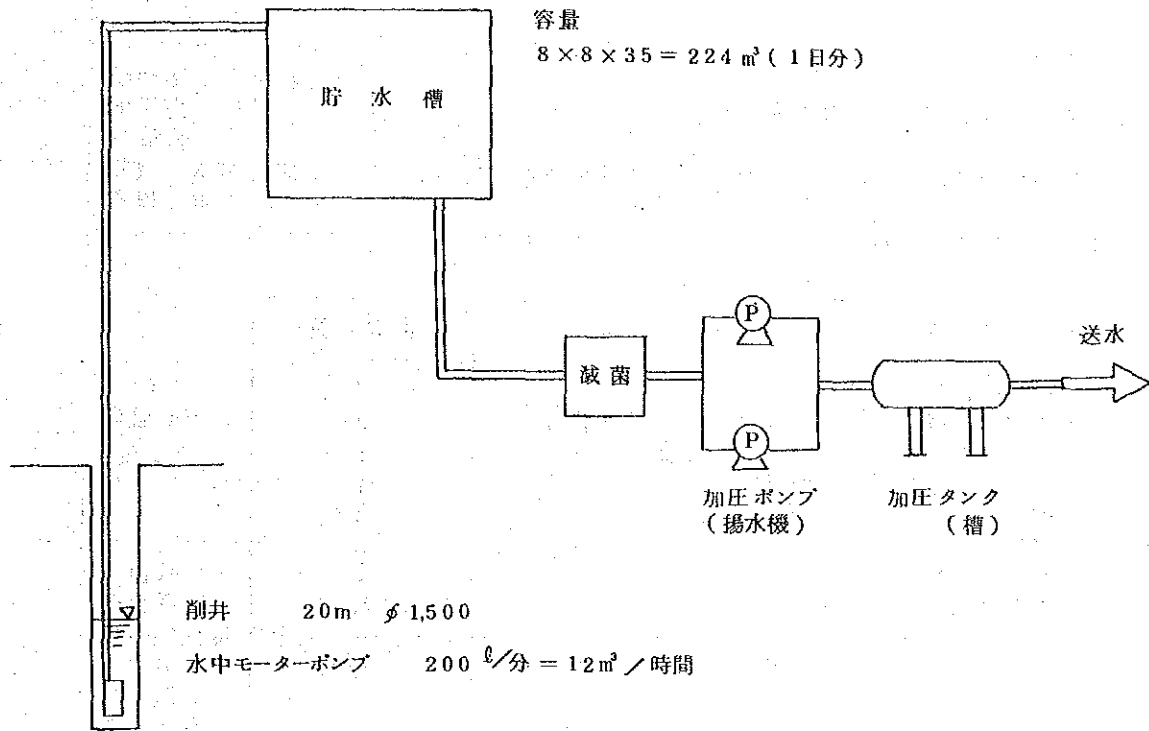 容量
8×8×35=224㎥(1日分)
貯水槽
滅菌
P
P
送水
加圧ポンプ
(揚水機)
加圧タンク
(槽)
削井 20m φ1,500
水中モーターポンプ 200ℓ/分=12㎥/時間